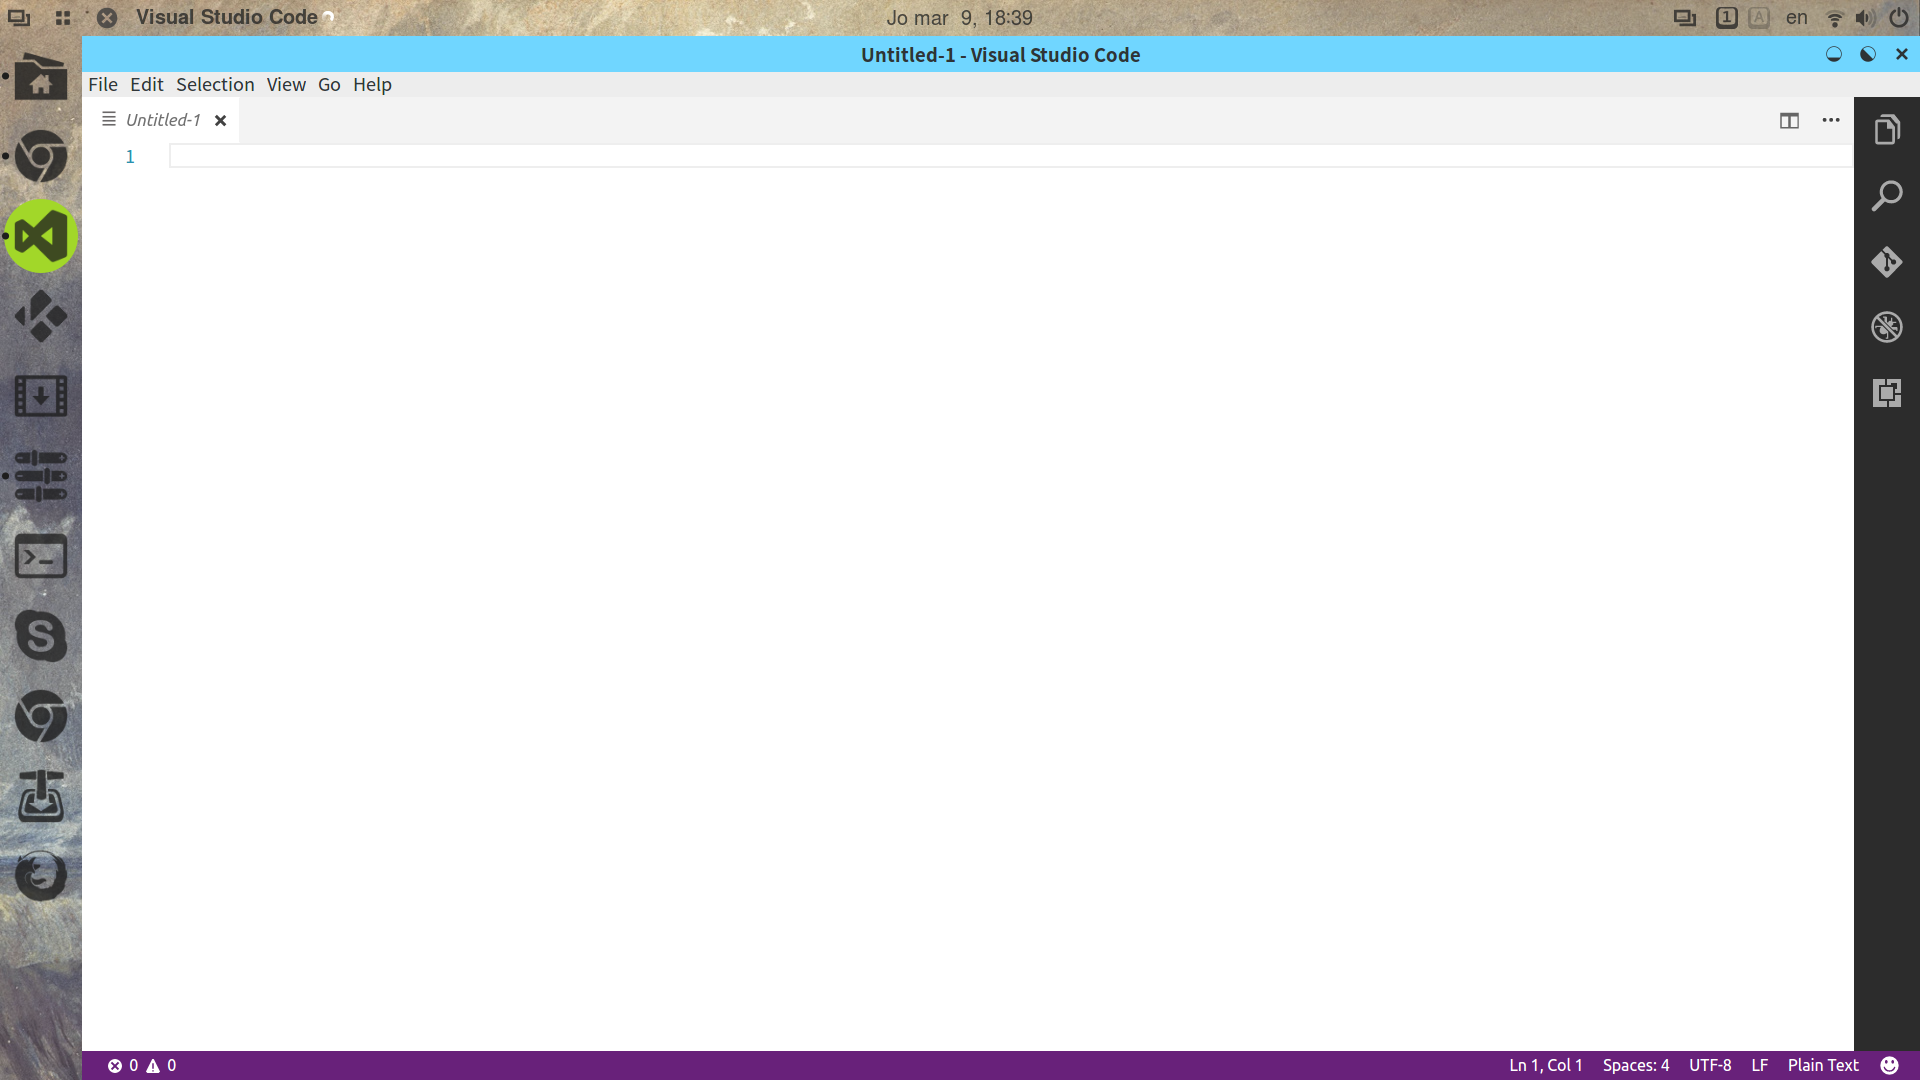 Visual Studio Code
Jo mar 9, 18:39
1
A
en
Untitled-1 - Visual Studio Code
File Edit Selection View Go Help
Untitled-1
1
0 0
Ln 1, Col 1 Spaces: 4 UTF-8 LF Plain Text